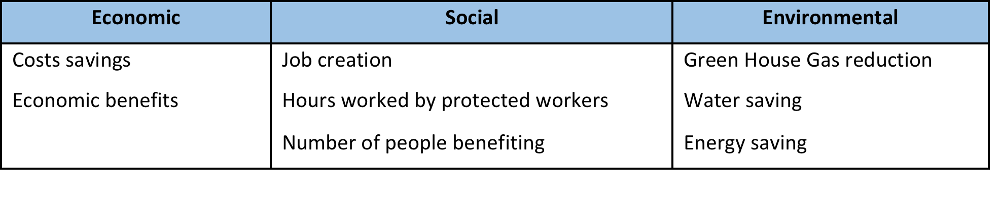 Economic Social Environmental
Costs savings Job creation Green House Gas reduction
Economic benefits Hours worked by protected workers Water saving
Number of people benefiting Energy saving